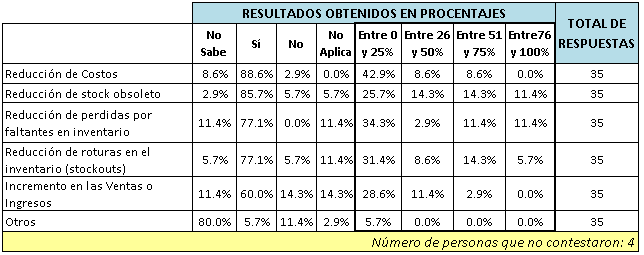 RESULTADOS OBTENIDOS EN PROCENTAJES TOTAL DE RESPUESTAS
No Sabe Sí No No Aplica Entre 0 y 25% Entre 26 y 50% Entre 51 y 75% Entre76 y 100%
Reducción de Costos 8.6% 88.6% 2.9% 0.0% 42.9% 8.6% 8.6% 0.0% 35
Reducción de stock obsoleto 2.9% 85.7% 5.7% 5.7% 25.7% 14.3% 14.3% 11.4% 35
Reducción de perdidas por faltantes en inventario 11.4% 77.1% 0.0% 11.4% 34.3% 2.9% 11.4% 11.4% 35
Reducción de roturas en el inventario (stockouts) 5.7% 77.1% 5.7% 11.4% 31.4% 8.6% 14.3% 5.7% 35
Incremento en las Ventas o Ingresos 11.4% 60.0% 14.3% 14.3% 28.6% 11.4% 2.9% 0.0% 35
Otros 80.0% 5.7% 11.4% 2.9% 5.7% 0.0% 0.0% 0.0% 35
Número de personas que no contestaron: 4